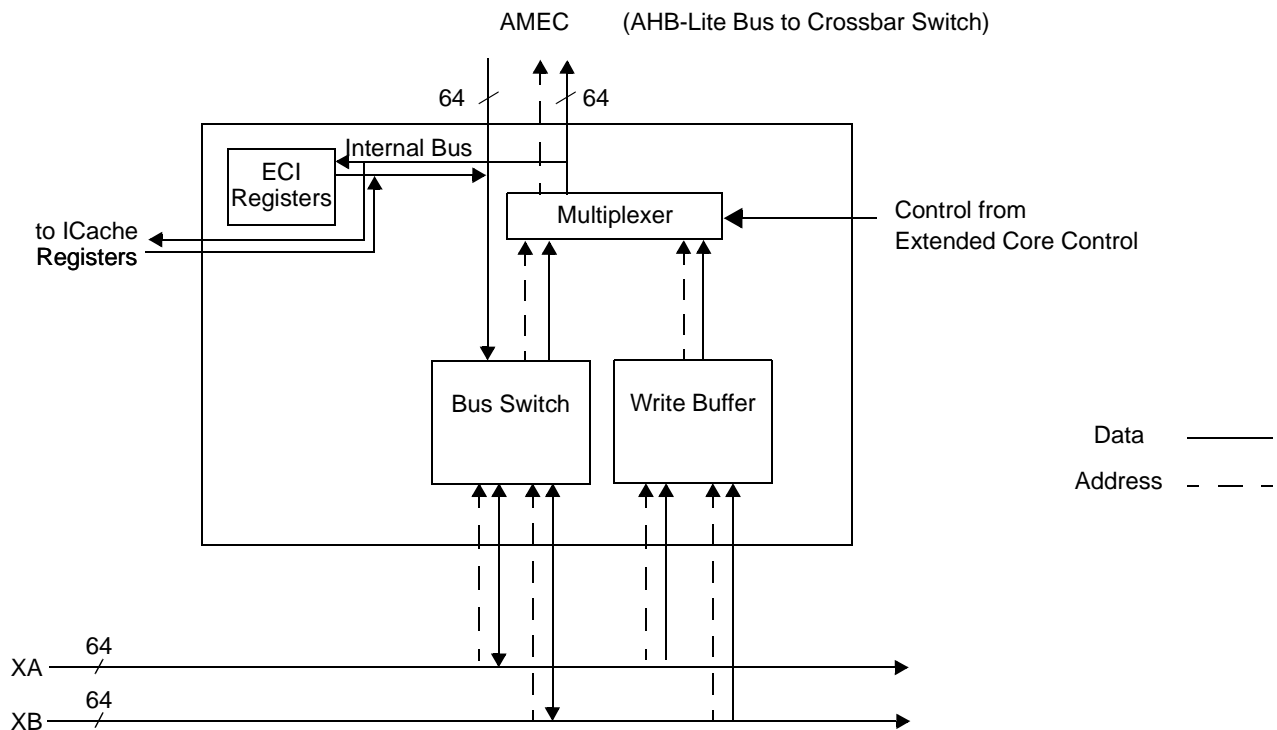 AMEC (AHB-Lite Bus to Crossbar Switch)
64
64
Internal Bus
ECI
Registers
Multiplexer
Control from
Extended Core Control
to ICache
Registers
Bus Switch
Write Buffer
Data
Address
64
XA
64
XB